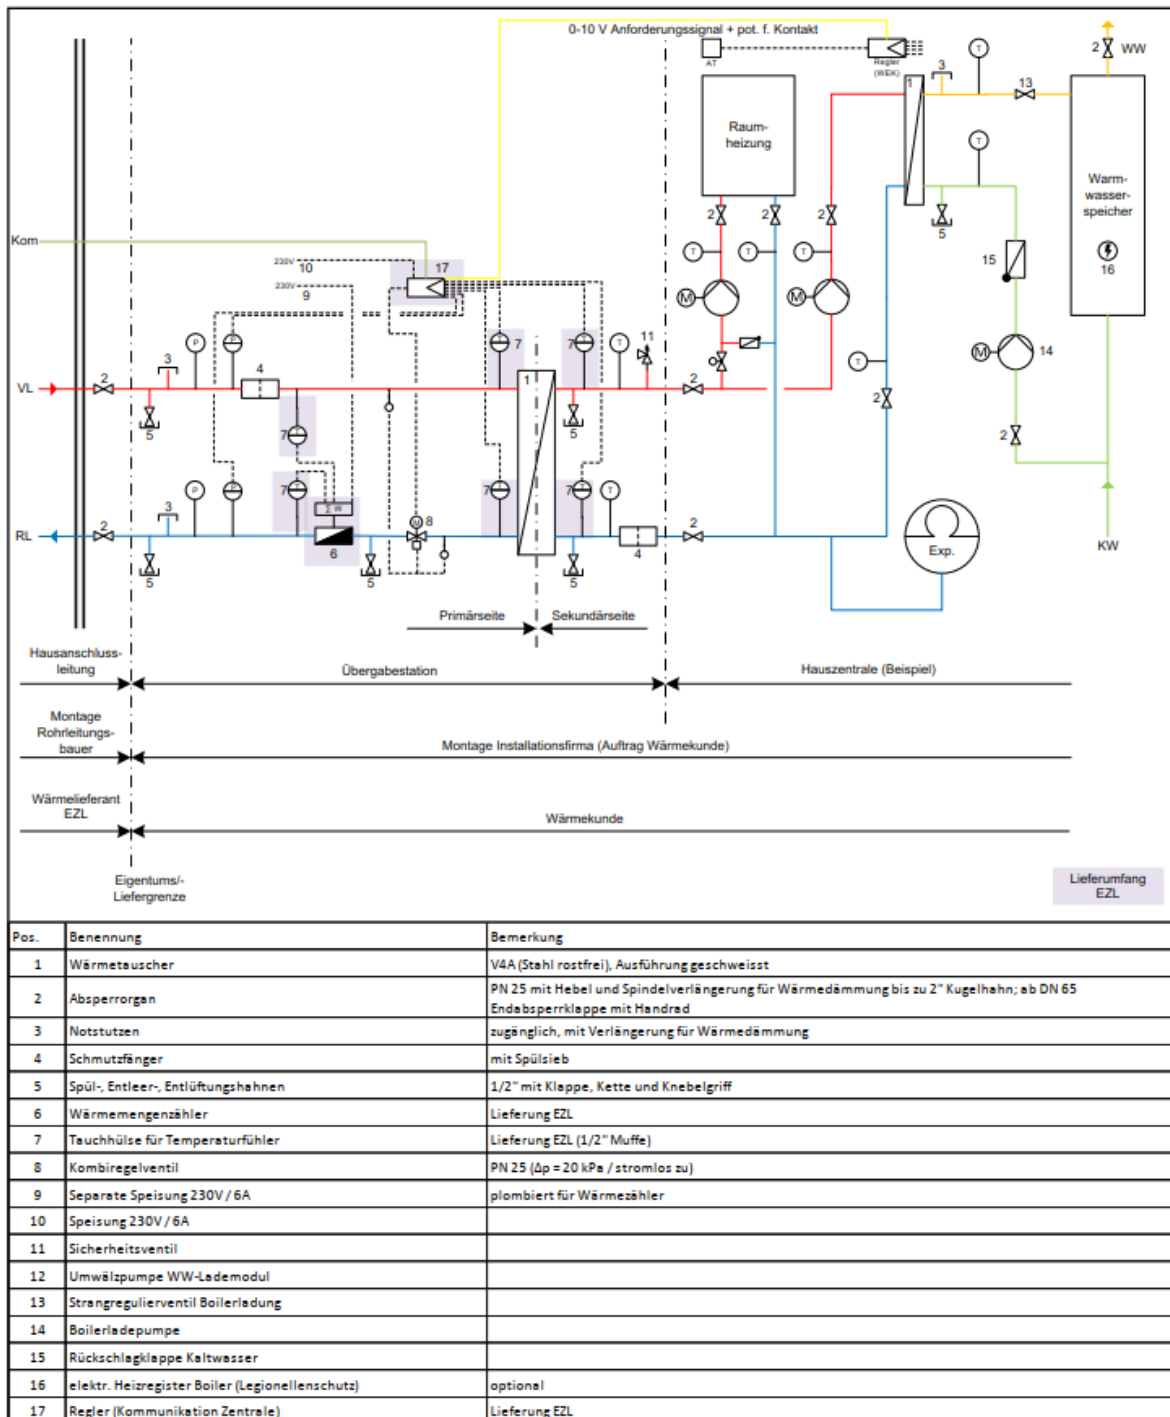 0-10 V Anforderungssignal + pot. f. Kontakt
AT
Regler
(WEK)
T
3
2
WW
13
1
Raum-
heizung
T
Warm-
wasser-
speicher
16
2
2
2
5
15
Kom
230V
10
230V
9
17
T
T
M
M
M
14
P
P
T
7
T
7
T
11
3
4
1
T
VL
2
2
2
5
7
5
2
P
P
T
7
Σ W
M
8
T
7
T
7
T
3
RL
2
2
5
6
5
5
4
Exp.
KW
Primärseite
Sekundärseite
Hausanschluss-
leitung
Übergabestation
Hauszentrale (Beispiel)
Montage
Rohrleitungs-
bauer
Montage Installationsfirma (Auftrag Wärmekunde)
Wärmelieferant
EZL
Wärmekunde
Eigentums/-
Liefergrenze
Lieferumfang
EZL
Pos. Benennung Bemerkung
1 Wärmetauscher V4A (Stahl rostfrei), Ausführung geschweisst
2 Absperrorgan PN 25 mit Hebel und Spindelverlängerung für Wärmedämmung bis zu 2" Kugelhahn; ab DN 65
Endabsperrklappe mit Handrad
3 Notstutzen zugänglich, mit Verlängerung für Wärmedämmung
4 Schmutzfänger mit Spülsieb
5 Spül-, Entleer-, Entlüftungshahnen 1/2" mit Klappe, Kette und Knebelgriff
6 Wärmemengenzähler Lieferung EZL
7 Tauchhülse für Temperaturfühler Lieferung EZL (1/2" Muffe)
8 Kombiregelventil PN 25 (Δp = 20 kPa / stromlos zu)
9 Separate Speisung 230V / 6A plombiert für Wärmezähler
10 Speisung 230V / 6A
11 Sicherheitsventil
12 Umwälzpumpe WW-Lademodul
13 Strangregulierventil Boilerladung
14 Boilerladepumpe
15 Rückschlagklappe Kaltwasser
16 elektr. Heizregister Boiler (Legionellenschutz) optional
17 Regler (Kommunikation Zentrale) Lieferung EZL